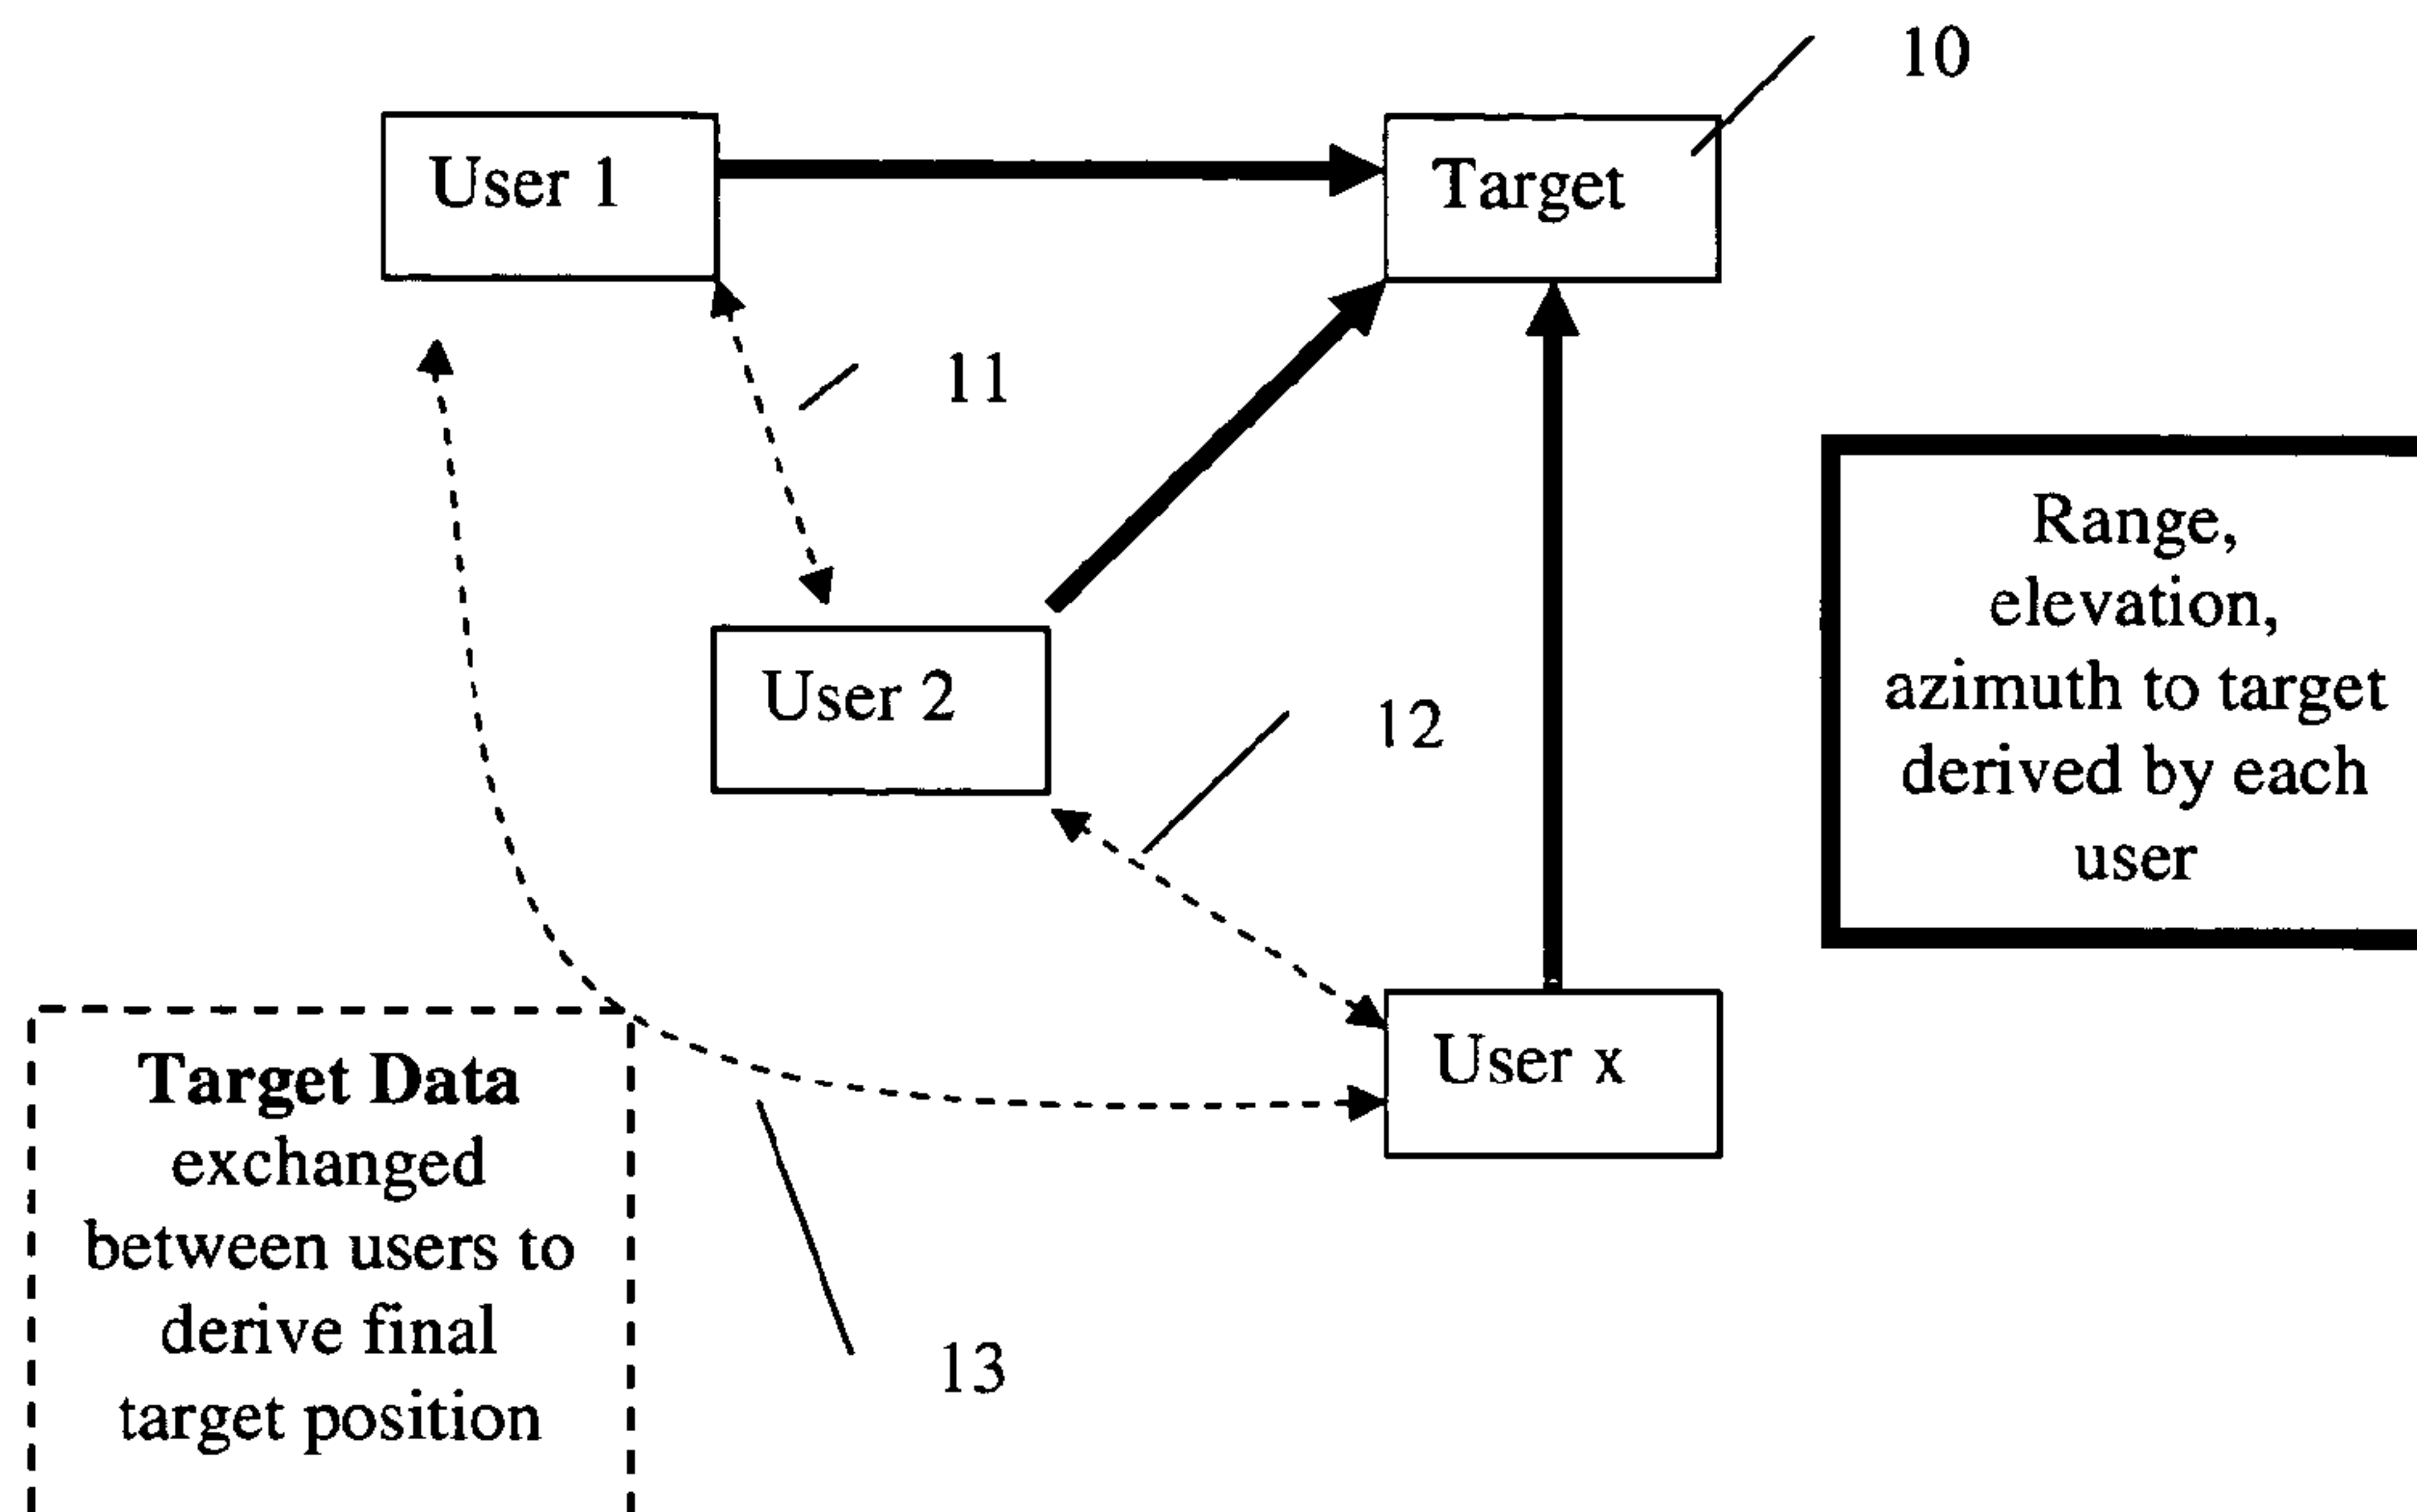 10
User 1
Target
11
Range,
elevation,
azimuth to target
derived by each
user
User 2
12
User x
Target Data
exchanged
between users to
derive final
target position
13